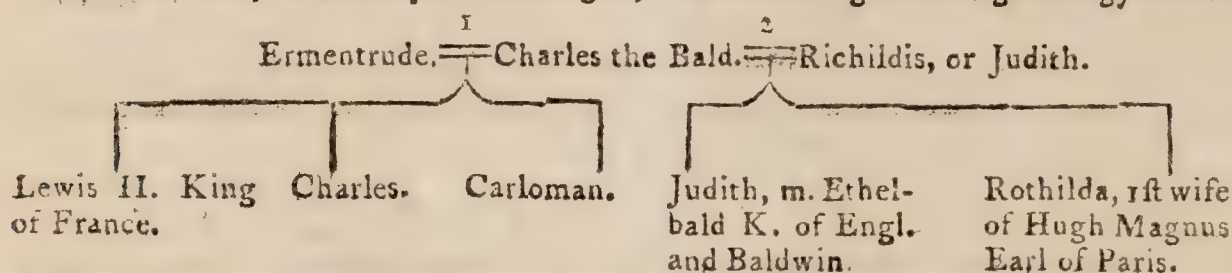 1 2
Ermentrude. Charles the Bald. Richildis, or Judith.
Lewis II. King Charles. Carloman. Judith, m. Ethel- Rothilda, 1ſt wife
of France. bald K. of Engl. of Hugh Magnus
and Baldwin. Earl of Paris.